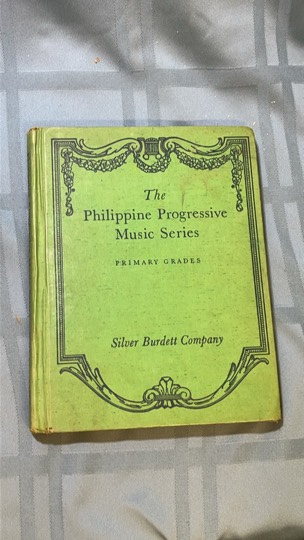 The
Philippine Progressive
Music Series
PRIMARY GRADES
Silver Burdett Company